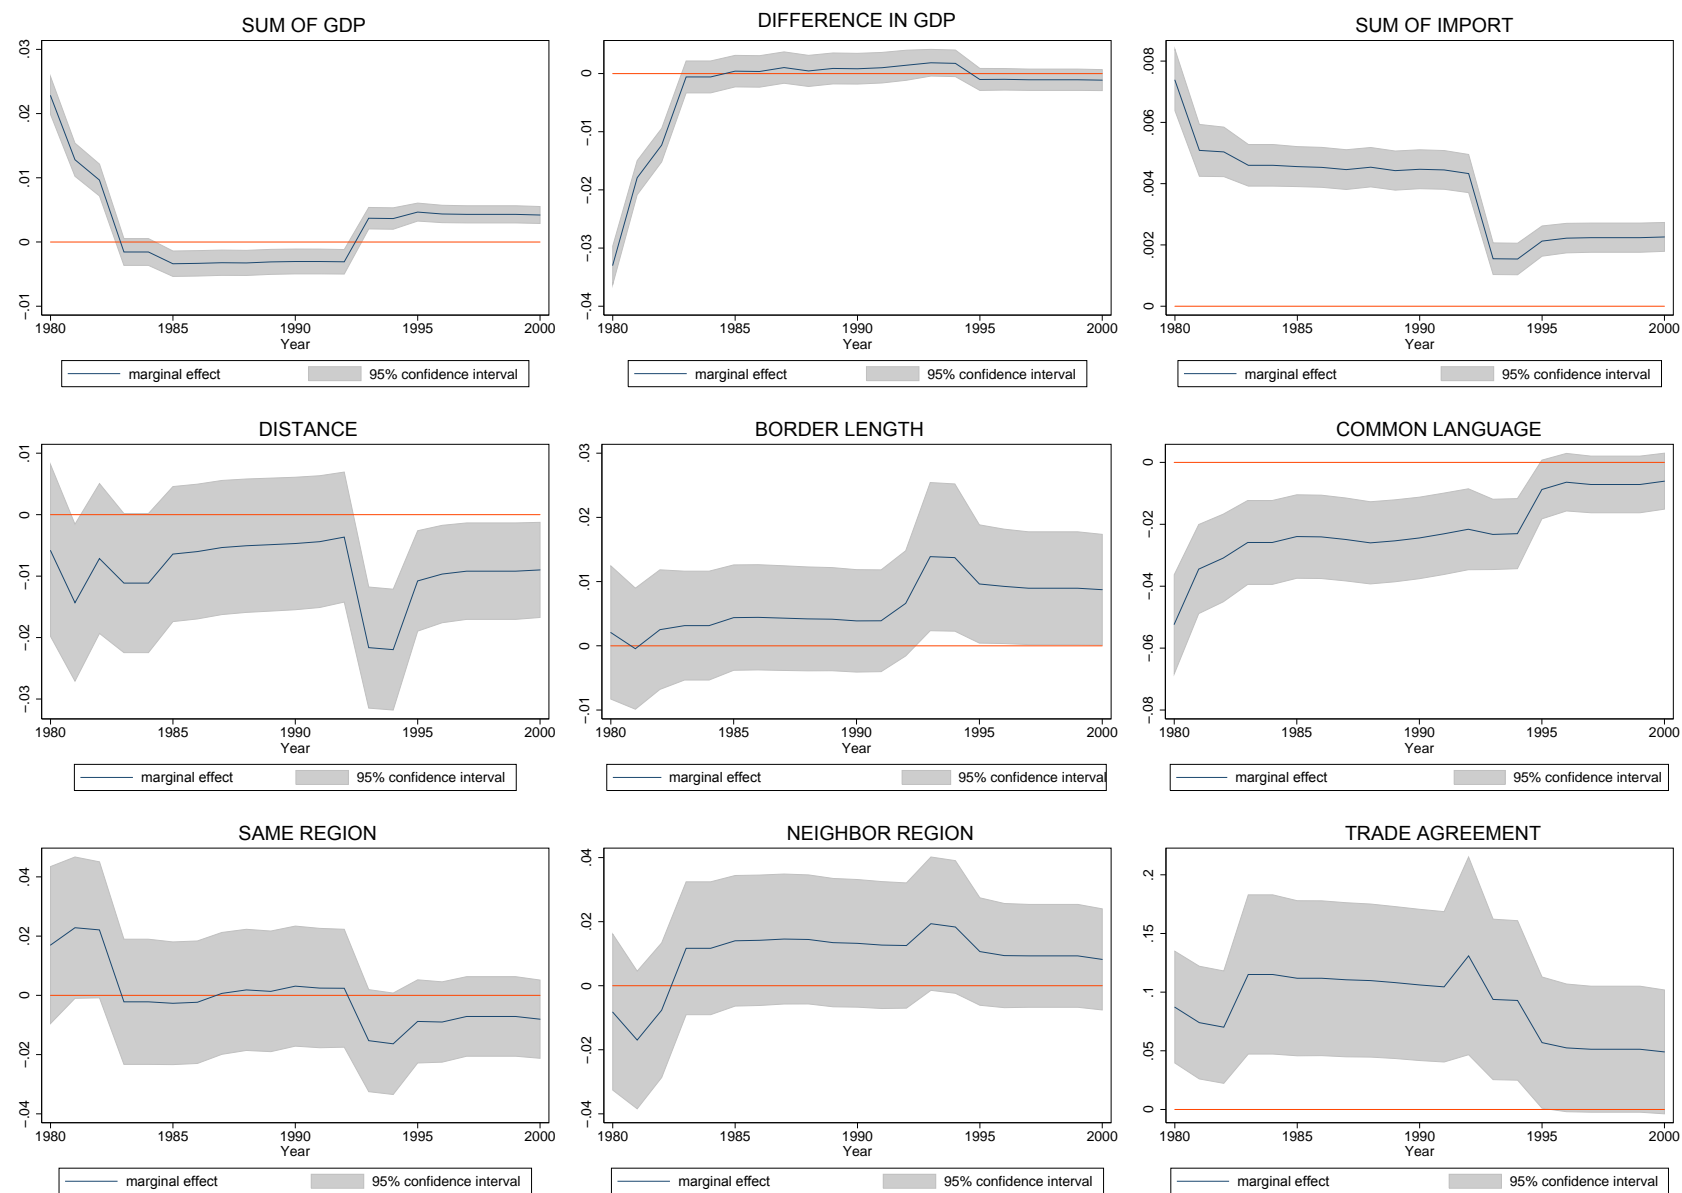 SUM OF GDP
.03
.02
.01
0
-.01
1980 1985 1990 1995 2000
Year
marginal effect 95% confidence interval
DIFFERENCE IN GDP
0
-.01
-.02
-.03
-.04
1980 1985 1990 1995 2000
Year
marginal effect 95% confidence interval
SUM OF IMPORT
.008
.006
.004
.002
0
1980 1985 1990 1995 2000
Year
marginal effect 95% confidence interval
DISTANCE
.01
0
-.01
-.02
-.03
1980 1985 1990 1995 2000
Year
marginal effect 95% confidence interval
BORDER LENGTH
.03
.02
.01
0
-.01
1980 1985 1990 1995 2000
Year
marginal effect 95% confidence interval
COMMON LANGUAGE
0
-.02
-.04
-.06
-.08
1980 1985 1990 1995 2000
Year
marginal effect 95% confidence interval
SAME REGION
.04
.02
0
-.02
-.04
1980 1985 1990 1995 2000
Year
marginal effect 95% confidence interval
NEIGHBOR REGION
.04
.02
0
-.02
-.04
1980 1985 1990 1995 2000
Year
marginal effect 95% confidence interval
TRADE AGREEMENT
.2
.15
.1
.05
0
1980 1985 1990 1995 2000
Year
marginal effect 95% confidence interval